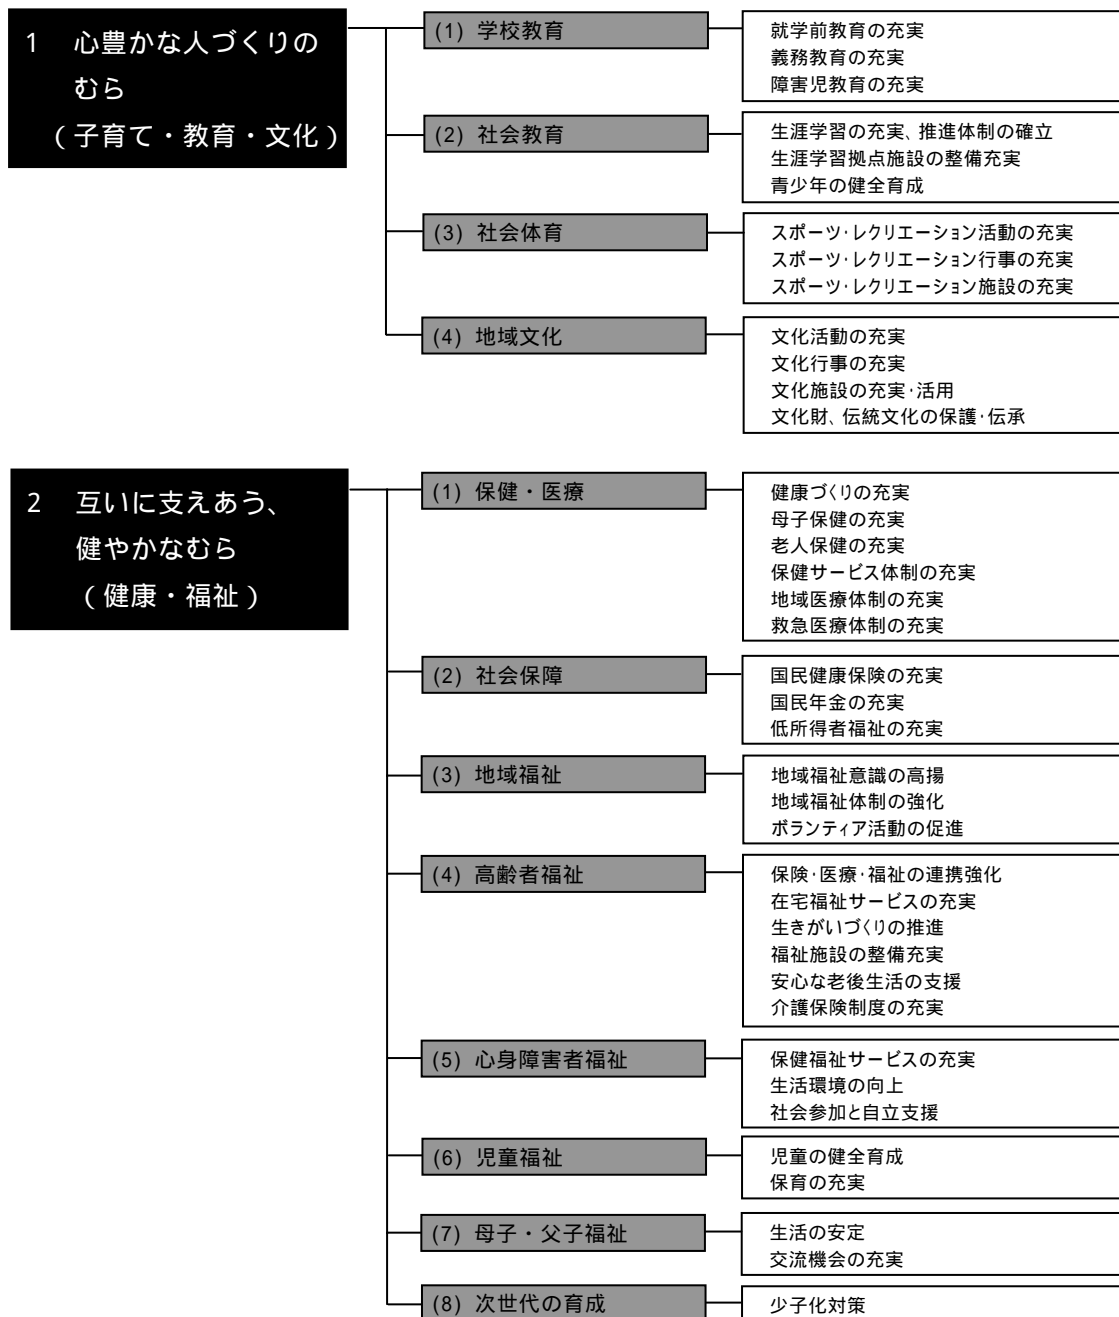 1 心豊かな人づくりの
むら
(子育て・教育・文化)
(1) 学校教育
就学前教育の充実
義務教育の充実
障害児教育の充実
(2) 社会教育
生涯学習の充実、推進体制の確立
生涯学習拠点施設の整備充実
青少年の健全育成
(3) 社会体育
スポーツ・レクリエーション活動の充実
スポーツ・レクリエーション行事の充実
スポーツ・レクリエーション施設の充実
(4) 地域文化
文化活動の充実
文化行事の充実
文化施設の充実・活用
文化財、伝統文化の保護・伝承
2 互いに支えあう、
健やかなむら
(健康・福祉)
(1) 保健・医療
健康づくりの充実
母子保健の充実
老人保健の充実
保健サービス体制の充実
地域医療体制の充実
救急医療体制の充実
(2) 社会保障
国民健康保険の充実
国民年金の充実
低所得者福祉の充実
(3) 地域福祉
地域福祉意識の高揚
地域福祉体制の強化
ボランティア活動の促進
(4) 高齢者福祉
保険・医療・福祉の連携強化
在宅福祉サービスの充実
生きがいづくりの推進
福祉施設の整備充実
安心な老後生活の支援
介護保険制度の充実
(5) 心身障害者福祉
保健福祉サービスの充実
生活環境の向上
社会参加と自立支援
(6) 児童福祉
児童の健全育成
保育の充実
(7) 母子・父子福祉
生活の安定
交流機会の充実
(8) 次世代の育成
少子化対策